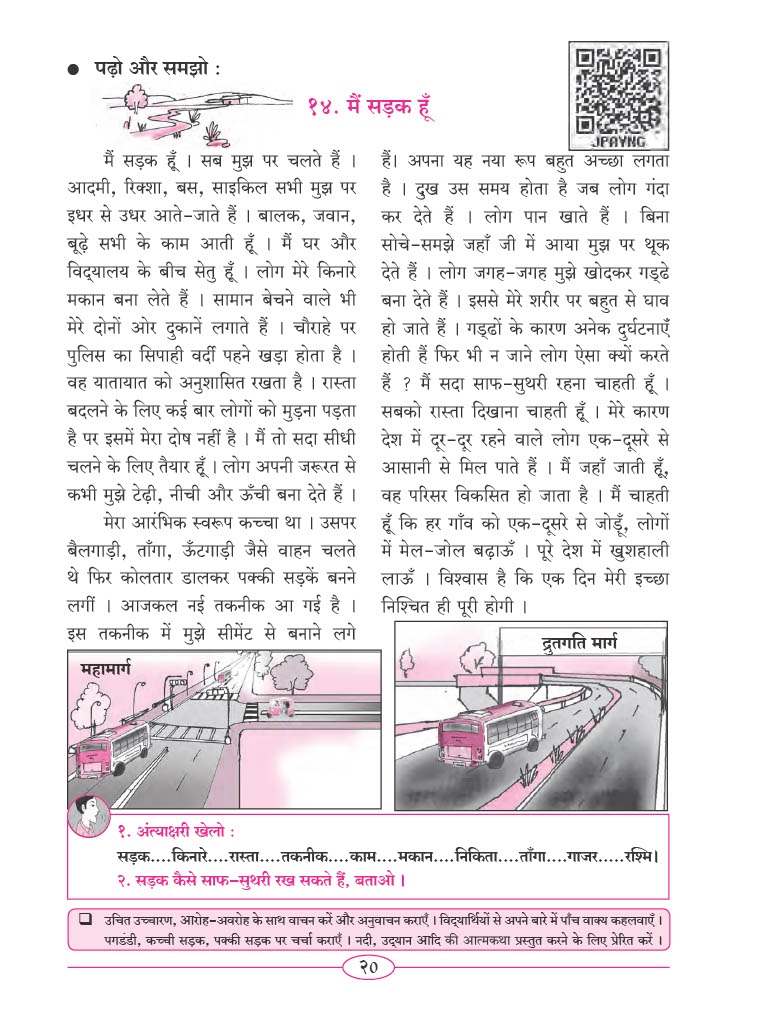 ● पढ़ो और समझो :
१४. मैं सड़क हूँ
JPAYNG
मैं सड़क हूँ । सब मुझ पर चलते हैं ।
आदमी, रिक्शा, बस, साइकिल सभी मुझ पर
इधर से उधर आते-जाते हैं । बालक, जवान,
बूढ़े सभी के काम आती हूँ । मैं घर और
विद्‌यालय के बीच सेतु हूँ । लोग मेरे किनारे
मकान बना लेते हैं । सामान बेचने वाले भी
मेरे दोनों ओर दुकानें लगाते हैं । चौराहे पर
पुलिस का सिपाही वर्दी पहने खड़ा होता है ।
वह यातायात को अनुशासित रखता है । रास्ता
बदलने के लिए कई बार लोगों को मुड़ना पड़ता
है पर इसमें मेरा दोष नहीं है । मैं तो सदा सीधी
चलने के लिए तैयार हूँ । लोग अपनी जरूरत से
कभी मुझे टेढ़ी, नीची और ऊँची बना देते हैं ।
मेरा आरंभिक स्वरूप कच्चा था । उसपर
बैलगाड़ी, ताँगा, ऊँटगाड़ी जैसे वाहन चलते
थे फिर कोलतार डालकर पक्की सड़कें बनने
लगीं । आजकल नई तकनीक आ गई है ।
इस तकनीक में मुझे सीमेंट से बनाने लगे
हैं। अपना यह नया रूप बहुत अच्छा लगता
है । दुख उस समय होता है जब लोग गंदा
कर देते हैं । लोग पान खाते हैं । बिना
सोचे-समझे जहाँ जी में आया मुझ पर थूक
देते हैं । लोग जगह-जगह मुझे खोदकर गड्‌ढे
बना देते हैं । इससे मेरे शरीर पर बहुत से घाव
हो जाते हैं । गड्‌ढों के कारण अनेक दुर्घटनाएँ
होती हैं फिर भी न जाने लोग ऐसा क्यों करते
हैं ? मैं सदा साफ-सुथरी रहना चाहती हूँ ।
सबको रास्ता दिखाना चाहती हूँ । मेरे कारण
देश में दूर-दूर रहने वाले लोग एक-दूसरे से
आसानी से मिल पाते हैं । मैं जहाँ जाती हूँ,
वह परिसर विकसित हो जाता है । मैं चाहती
हूँ कि हर गाँव को एक-दूसरे से जोड़ूँ, लोगों
में मेल-जोल बढ़ाऊँ । पूरे देश में खुशहाली
लाऊँ । विश्वास है कि एक दिन मेरी इच्छा
निश्चित ही पूरी होगी ।
महामार्ग
द्रुतगति मार्ग
१. अंत्याक्षरी खेलो :
सड़क....किनारे....रास्ता....तकनीक....काम....मकान....निकिता....ताँगा....गाजर.....रश्मि।
२. सड़क कैसे साफ-सुथरी रख सकते हैं, बताओ ।
❑ उचित उच्चारण, आरोह-अवरोह के साथ वाचन करें और अनुवाचन कराएँ । विद्‌यार्थियों से अपने बारे में पाँच वाक्य कहलवाएँ ।
पगडंडी, कच्ची सड़क, पक्की सड़क पर चर्चा कराएँ । नदी, उद्‌यान आदि की आत्मकथा प्रस्तुत करने के लिए प्रेरित करें ।
२०